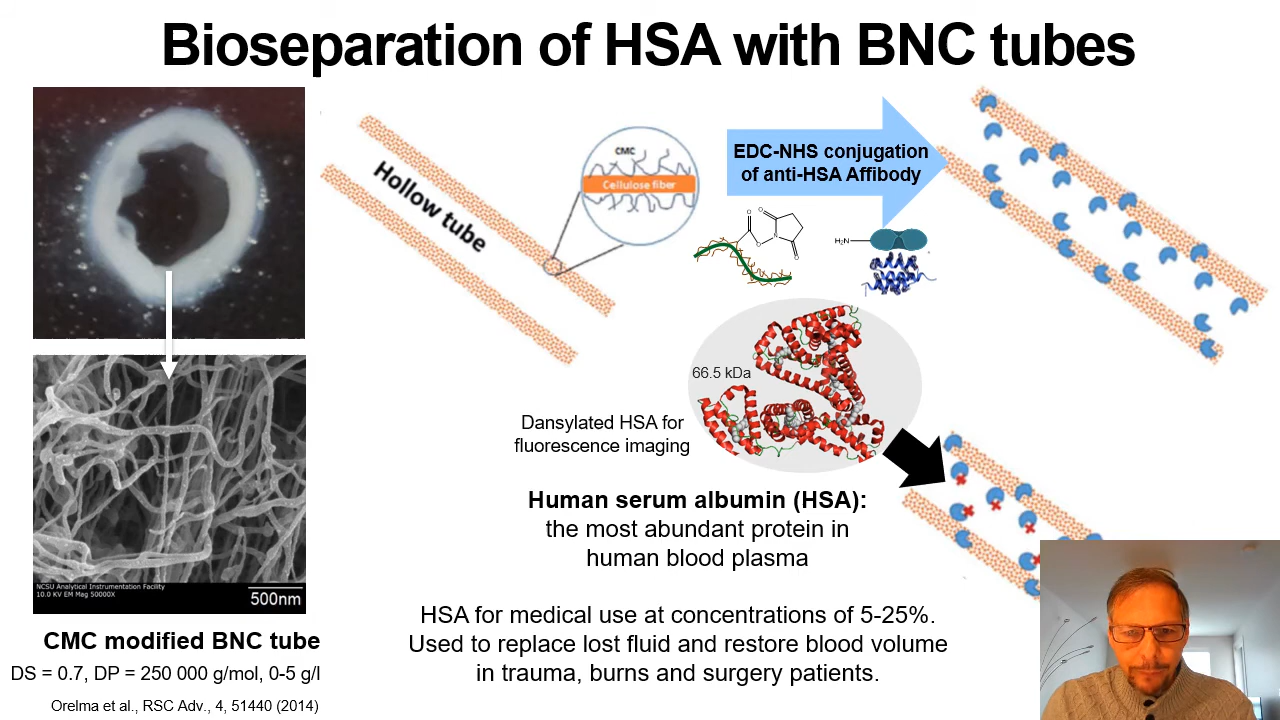 Bioseparation of HSA with BNC tubes
Hollow tube
CMC
Cellulose fiber
EDC-NHS conjugation
of anti-HSA Affibody
O
O
O
N
O
H₂N
66.5 kDa
Dansylated HSA for
fluorescence imaging
Human serum albumin (HSA):
the most abundant protein in
human blood plasma
HSA for medical use at concentrations of 5-25%.
Used to replace lost fluid and restore blood volume
in trauma, burns and surgery patients.
NCSU Analytical Instrumentation Facility
10.0 KV EM Mag 50000X
500nm
CMC modified BNC tube
DS = 0.7, DP = 250 000 g/mol, 0-5 g/l
Orelma et al., RSC Adv., 4, 51440 (2014)